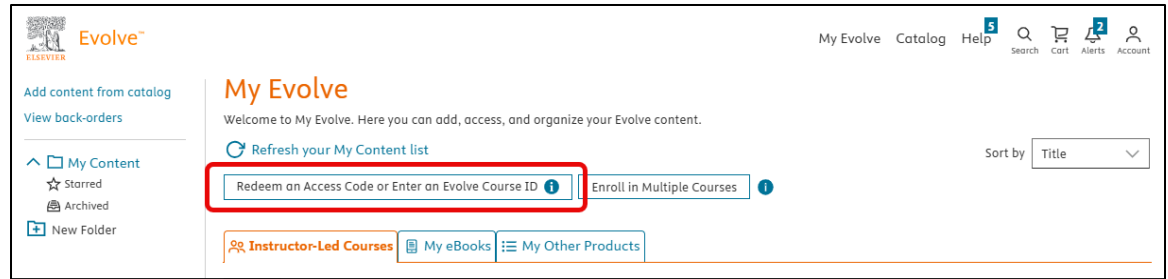 ELSEVIER
Evolve™
My Evolve Catalog Help 5
Search Cart Alerts 2 Account
Add content from catalog
View back-orders
My Content
Starred
Archived
New Folder
My Evolve
Welcome to My Evolve. Here you can add, access, and organize your Evolve content.
Refresh your My Content list
Sort by Title
Redeem an Access Code or Enter an Evolve Course ID i Enroll in Multiple Courses i
Instructor-Led Courses My eBooks My Other Products